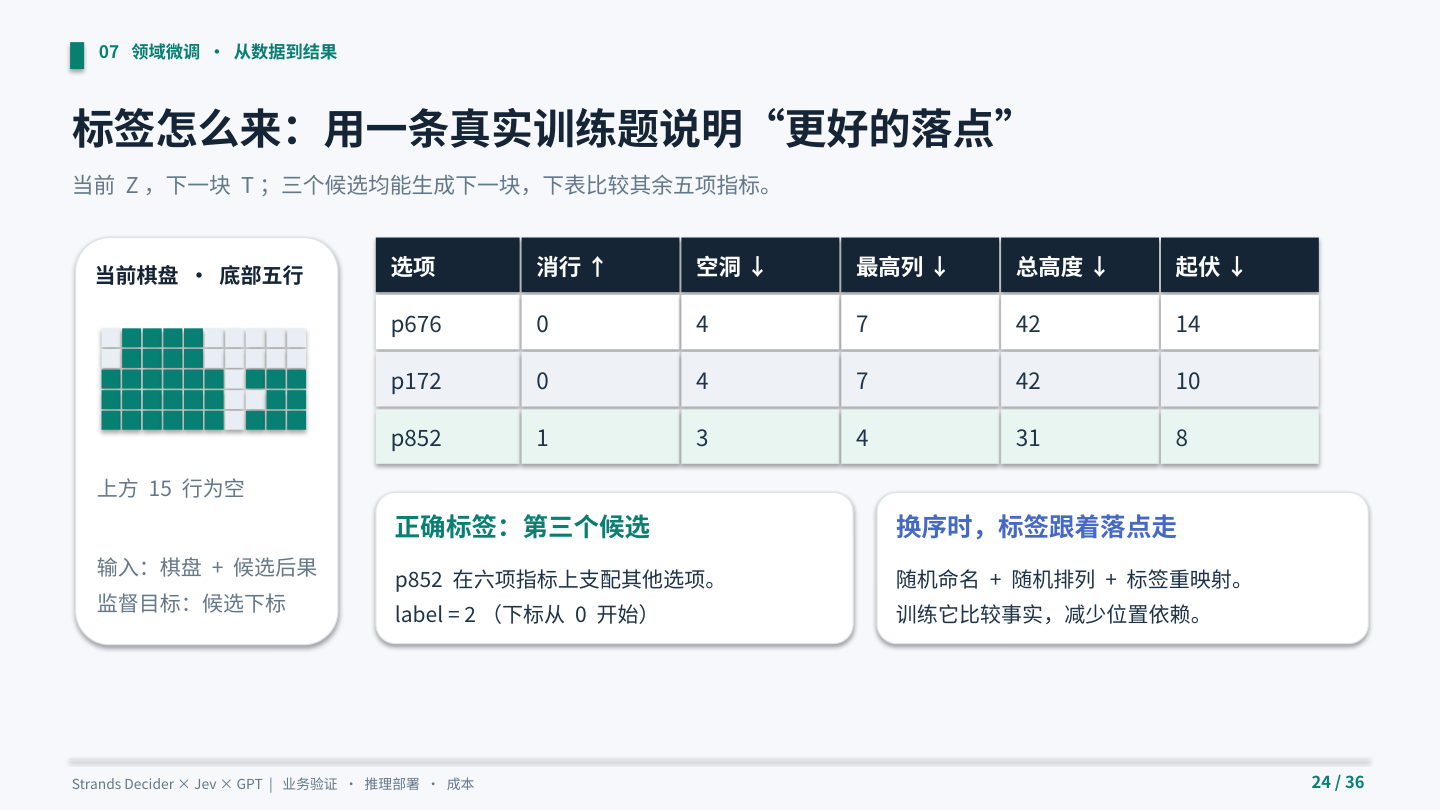 07 领域微调 · 从数据到结果
标签怎么来：用一条真实训练题说明“更好的落点”
当前 Z，下一块 T；三个候选均能生成下一块，下表比较其余五项指标。
当前棋盘 · 底部五行
上方 15 行为空
输入：棋盘 + 候选后果
监督目标：候选下标
选项 消行 ↑ 空洞 ↓ 最高列 ↓ 总高度 ↓ 起伏 ↓
p676 0 4 7 42 14
p172 0 4 7 42 10
p852 1 3 4 31 8
正确标签：第三个候选
p852 在六项指标上支配其他选项。
label = 2 （下标从 0 开始）
换序时，标签跟着落点走
随机命名 + 随机排列 + 标签重映射。
训练它比较事实，减少位置依赖。
Strands Decider × Jev × GPT | 业务验证 · 推理部署 · 成本
24 / 36